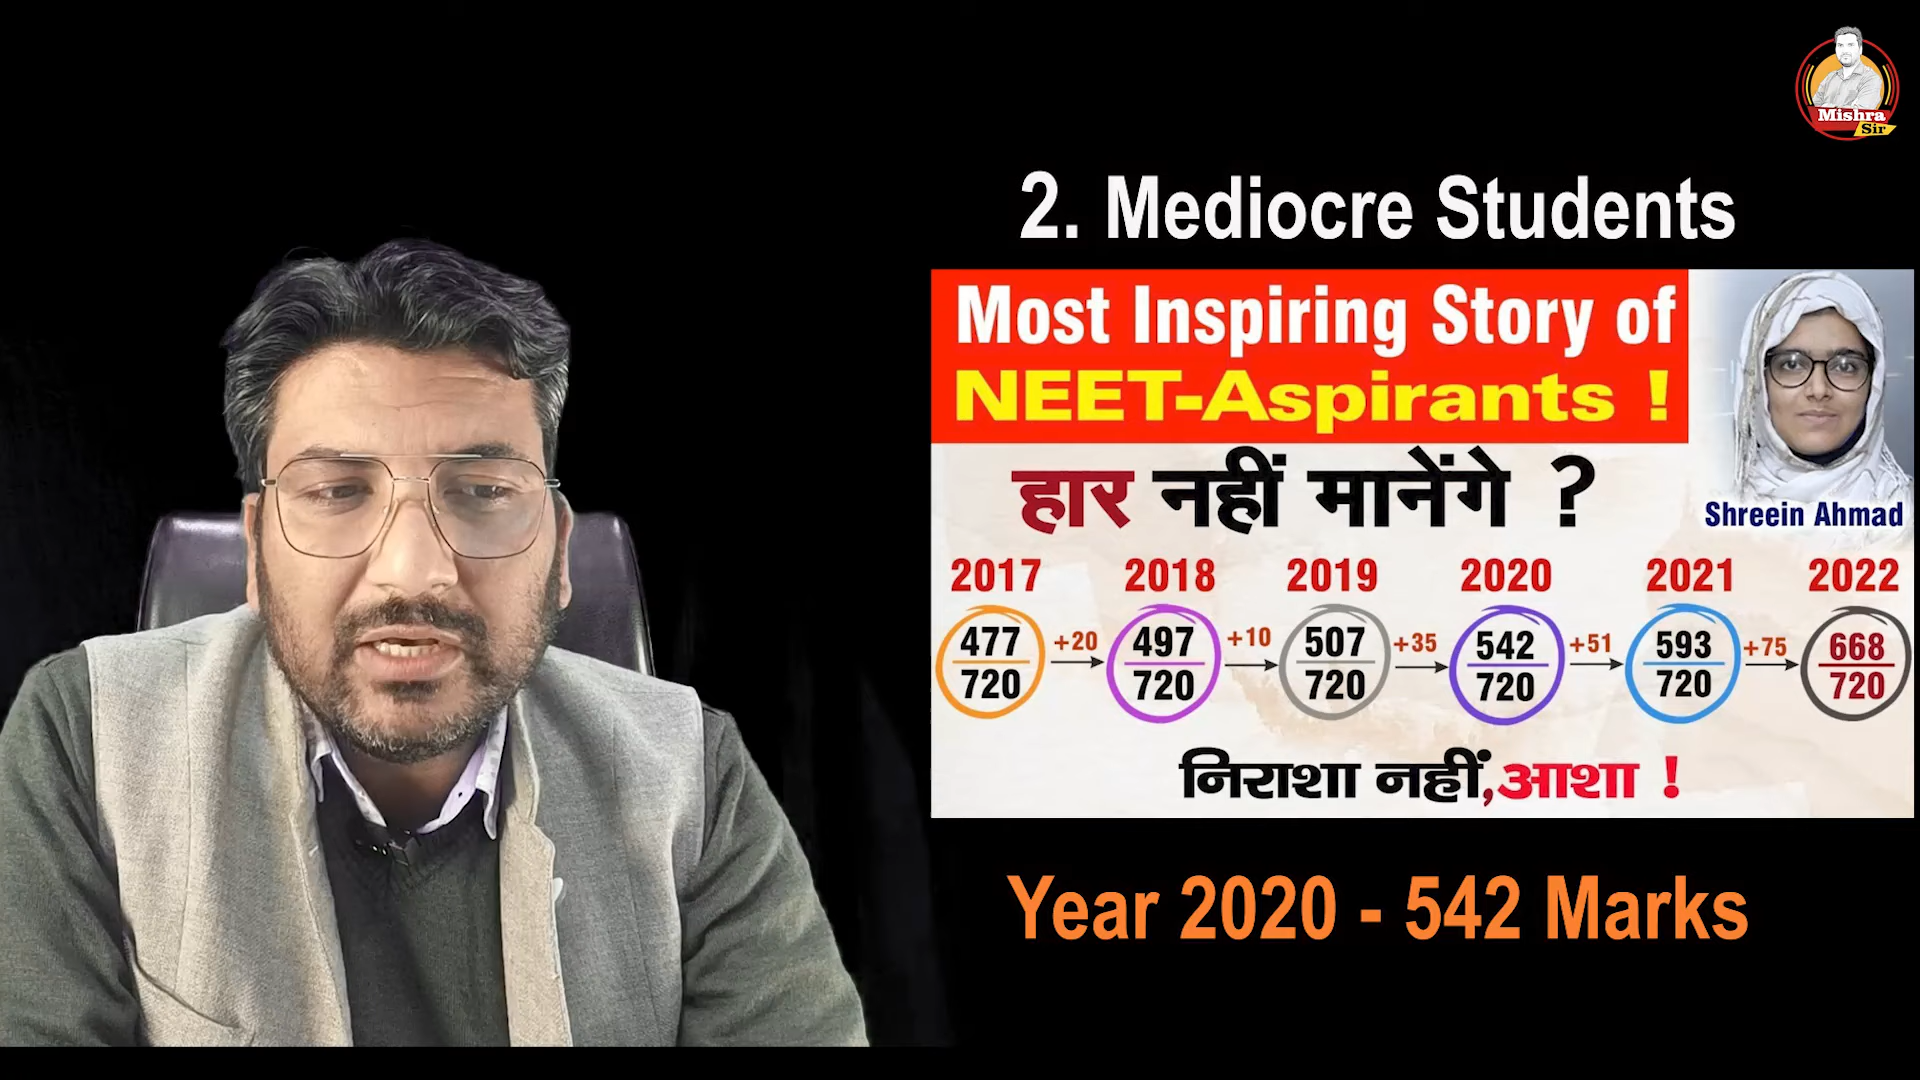 Mishra
Sir
2. Mediocre Students
Most Inspiring Story of
NEET-Aspirants !
हार नहीं मानेंगे ?
Shreein Ahmad
2017 2018 2019 2020 2021 2022
477 +20 497 +10 507 +35 542 +51 593 +75 668
720 720 720 720 720 720
निराशा नहीं,आशा !
Year 2020 - 542 Marks